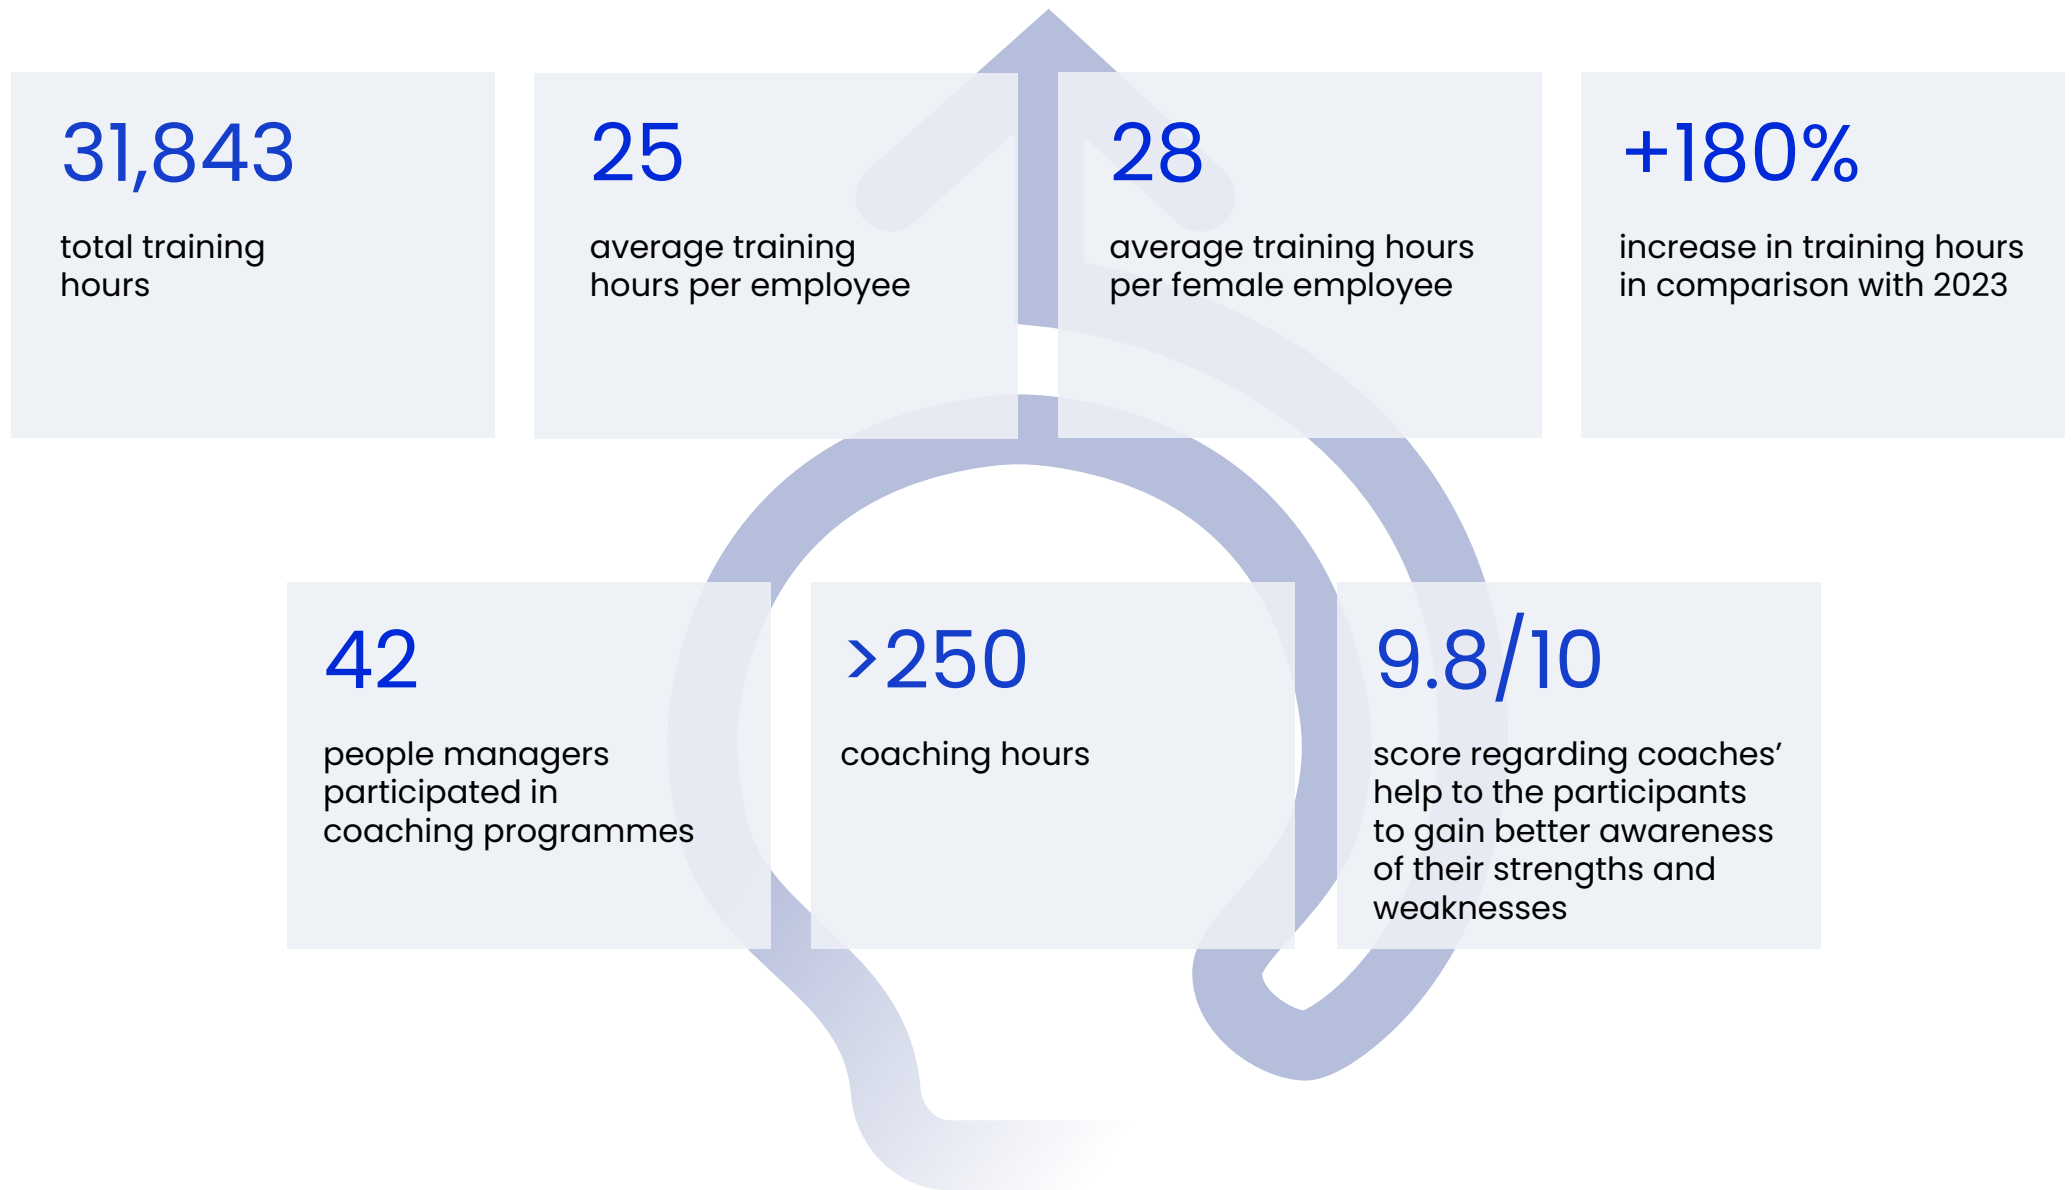 31,843
total training
hours
25
average training
hours per employee
28
average training hours
per female employee
+180%
increase in training hours
in comparison with 2023
42
people managers
participated in
coaching programmes
>250
coaching hours
9.8/10
score regarding coaches’
help to the participants
to gain better awareness
of their strengths and
weaknesses